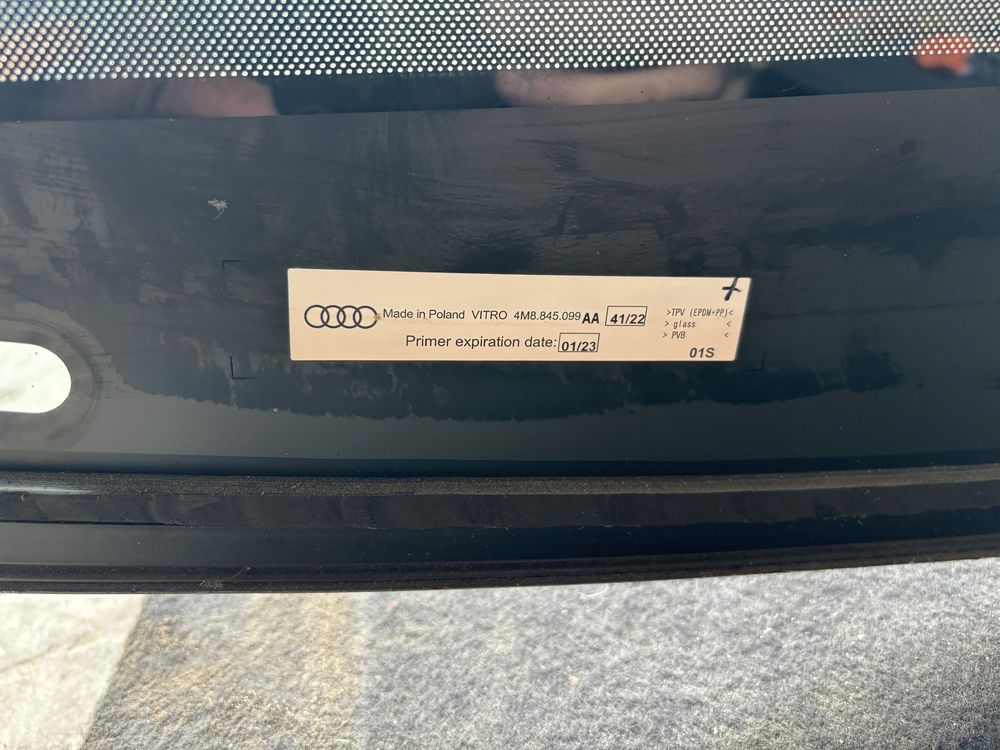 Made in Poland VITRO 4M8.845.099 AA 41/22
Primer expiration date: 01/23
>TPV (EPDM+PP)<
> glass <
> PVB <
01S